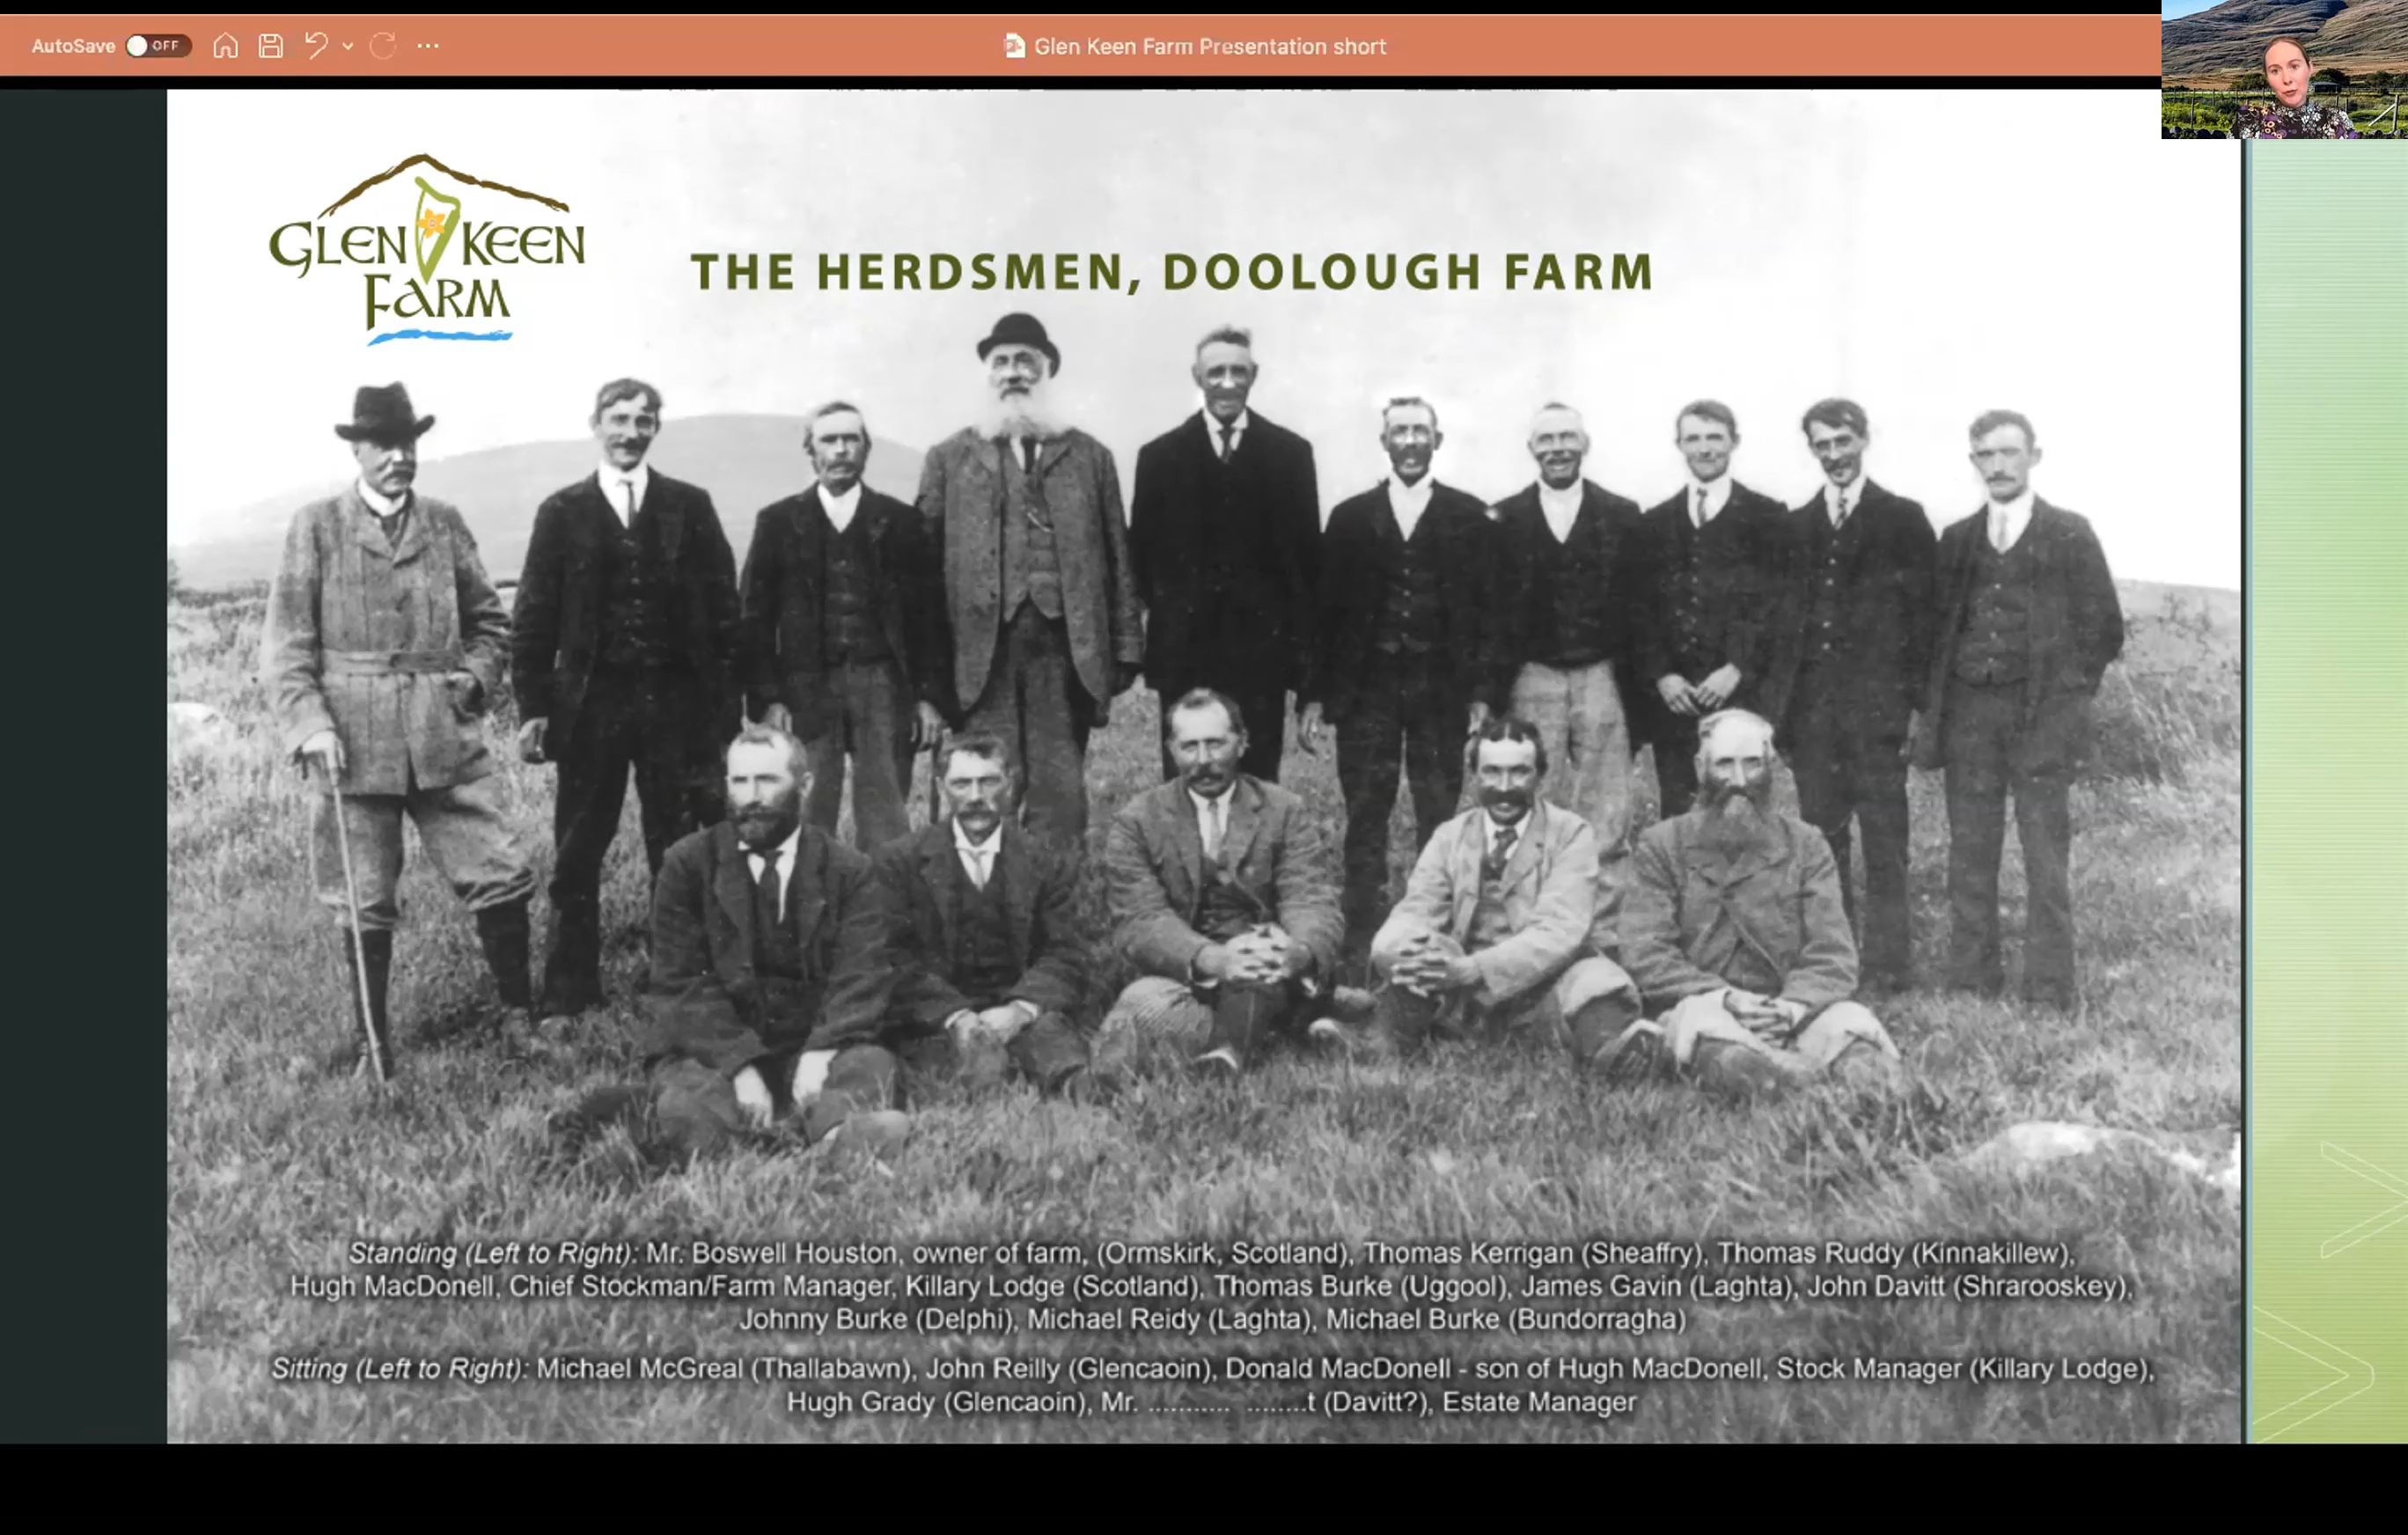 AutoSave OFF
Glen Keen Farm Presentation short
GLEN KEEN
FARM
THE HERDSMEN, DOOLOUGH FARM
Standing (Left to Right): Mr. Boswell Houston, owner of farm, (Ormskirk, Scotland), Thomas Kerrigan (Sheaffry), Thomas Ruddy (Kinnakillew),
Hugh MacDonell, Chief Stockman/Farm Manager, Killary Lodge (Scotland), Thomas Burke (Uggool), James Gavin (Laghta), John Davitt (Shrarooskey),
Johnny Burke (Delphi), Michael Reidy (Laghta), Michael Burke (Bundorragha)
Sitting (Left to Right): Michael McGreal (Thallabawn), John Reilly (Glencaoin), Donald MacDonell - son of Hugh MacDonell, Stock Manager (Killary Lodge),
Hugh Grady (Glencaoin), Mr. ........... ........t (Davitt?), Estate Manager